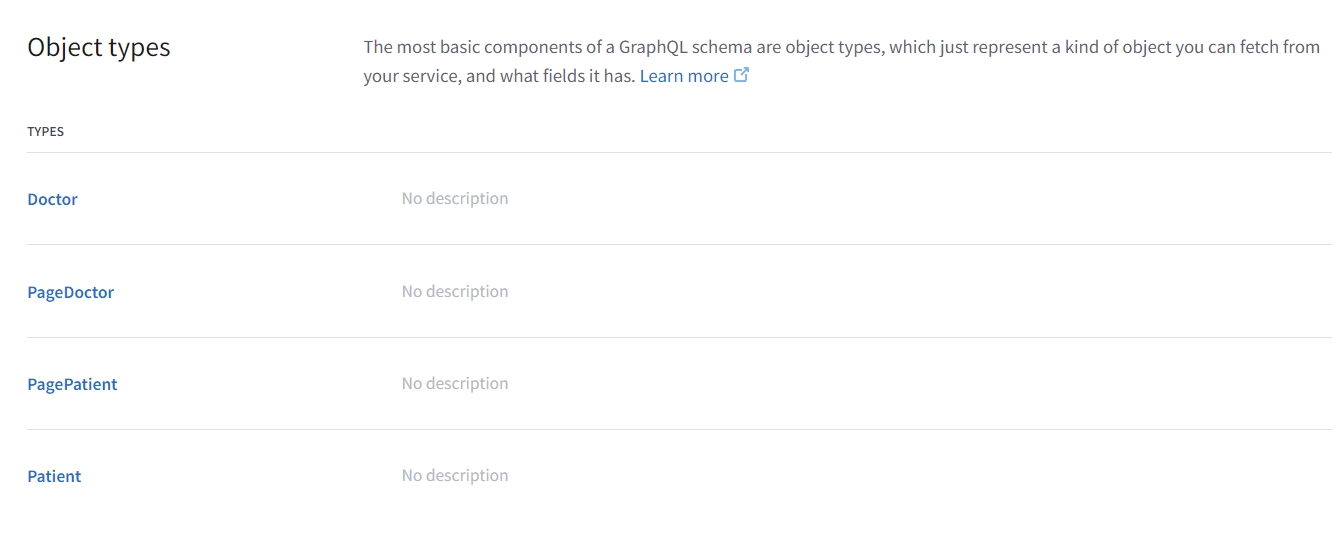 Object types
The most basic components of a GraphQL schema are object types, which just represent a kind of object you can fetch from
your service, and what fields it has. Learn more
TYPES
Doctor No description
PageDoctor No description
PagePatient No description
Patient No description